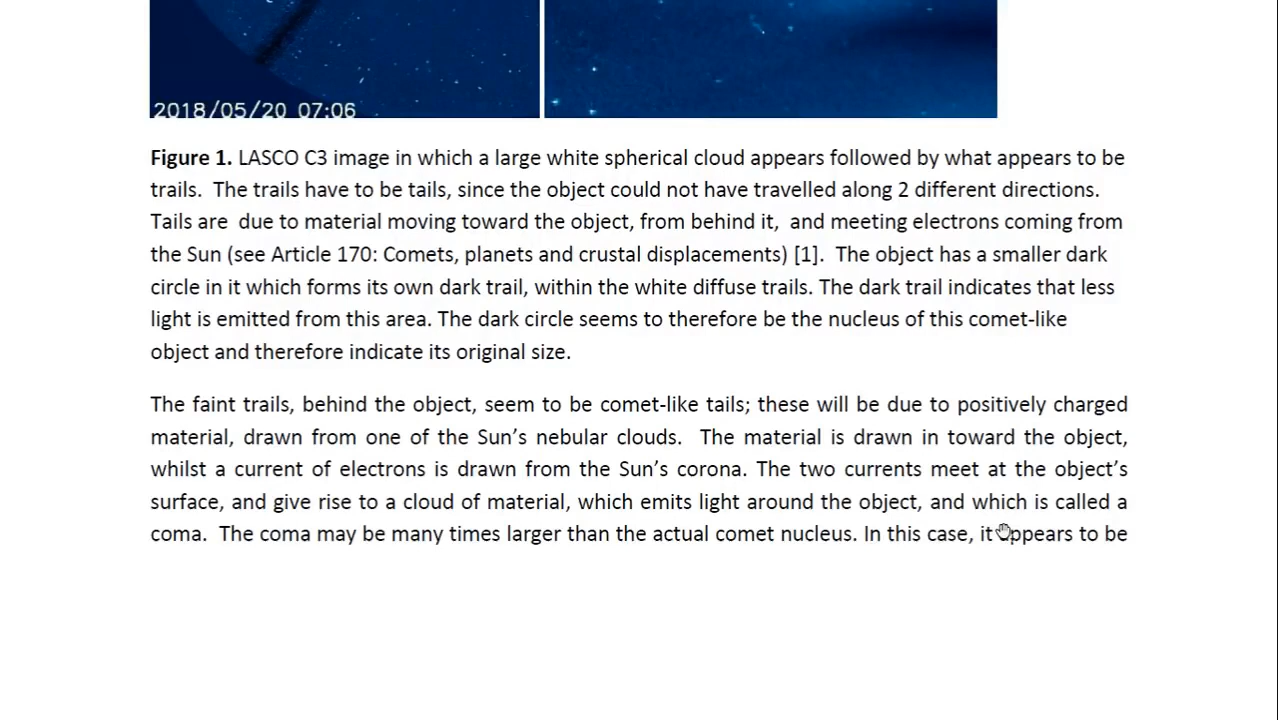 2018/05/20 07:06
Figure 1. LASCO C3 image in which a large white spherical cloud appears followed by what appears to be
trails.  The trails have to be tails, since the object could not have travelled along 2 different directions.
Tails are  due to material moving toward the object, from behind it,  and meeting electrons coming from
the Sun (see Article 170: Comets, planets and crustal displacements) [1].  The object has a smaller dark
circle in it which forms its own dark trail, within the white diffuse trails. The dark trail indicates that less
light is emitted from this area. The dark circle seems to therefore be the nucleus of this comet-like
object and therefore indicate its original size.
The faint trails, behind the object, seem to be comet-like tails; these will be due to positively charged
material, drawn from one of the Sun’s nebular clouds.  The material is drawn in toward the object,
whilst a current of electrons is drawn from the Sun’s corona. The two currents meet at the object’s
surface, and give rise to a cloud of material, which emits light around the object, and which is called a
coma.  The coma may be many times larger than the actual comet nucleus. In this case, it appears to be